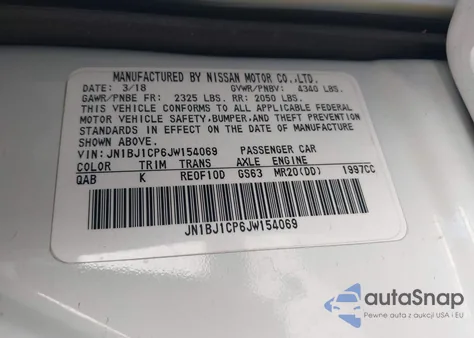 MANUFACTURED BY NISSAN MOTOR CO.,LTD.
DATE: 3/18 GVWR/PNBV: 4340 LBS.
GAWR/PNBE FR: 2325 LBS. RR: 2050 LBS.
THIS VEHICLE CONFORMS TO ALL APPLICABLE FEDERAL
MOTOR VEHICLE SAFETY,BUMPER,AND THEFT PREVENTION
STANDARDS IN EFFECT ON THE DATE OF MANUFACTURE
SHOWN ABOVE.
VIN: JN1BJ1CP6JW154069 PASSENGER CAR
COLOR TRIM TRANS AXLE ENGINE
QAB K RE0F10D GS63 MR20(DD) 1997CC
JN1BJ1CP6JW154069
autoSnap
Pewne auta z aukcji USA i EU